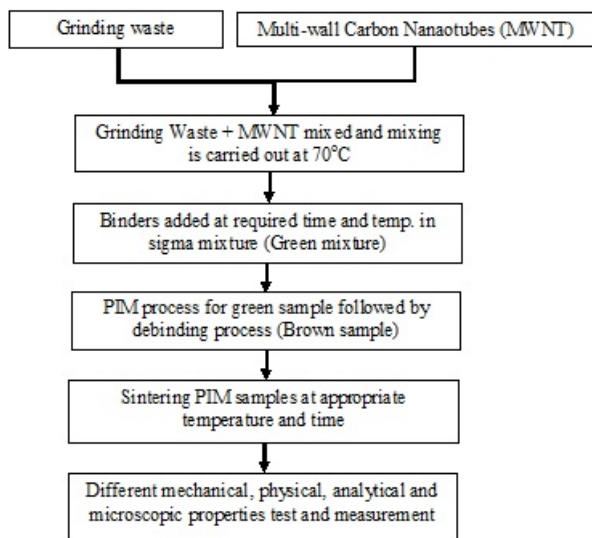 Grinding waste
Multi-wall Carbon Nanaotubes (MWNT)
Grinding Waste + MWNT mixed and mixing
is carried out at 70°C
Binders added at required time and temp. in
sigma mixture (Green mixture)
PIM process for green sample followed by
debinding process (Brown sample)
Sintering PIM samples at appropriate
temperature and time
Different mechanical, physical, analytical and
microscopic properties test and measurement